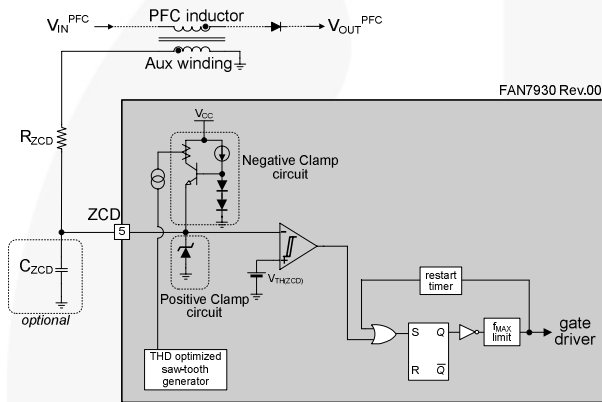 V_IN^PFC
PFC inductor
V_OUT^PFC
Aux winding
FAN7930 Rev.00
R_ZCD
V_CC
Negative Clamp
circuit
ZCD
5
C_ZCD
optional
Positive Clamp
circuit
V_TH(ZCD)
THD optimized
saw-tooth
generator
restart
timer
S Q
R Q̅
f_MAX
limit
gate
driver